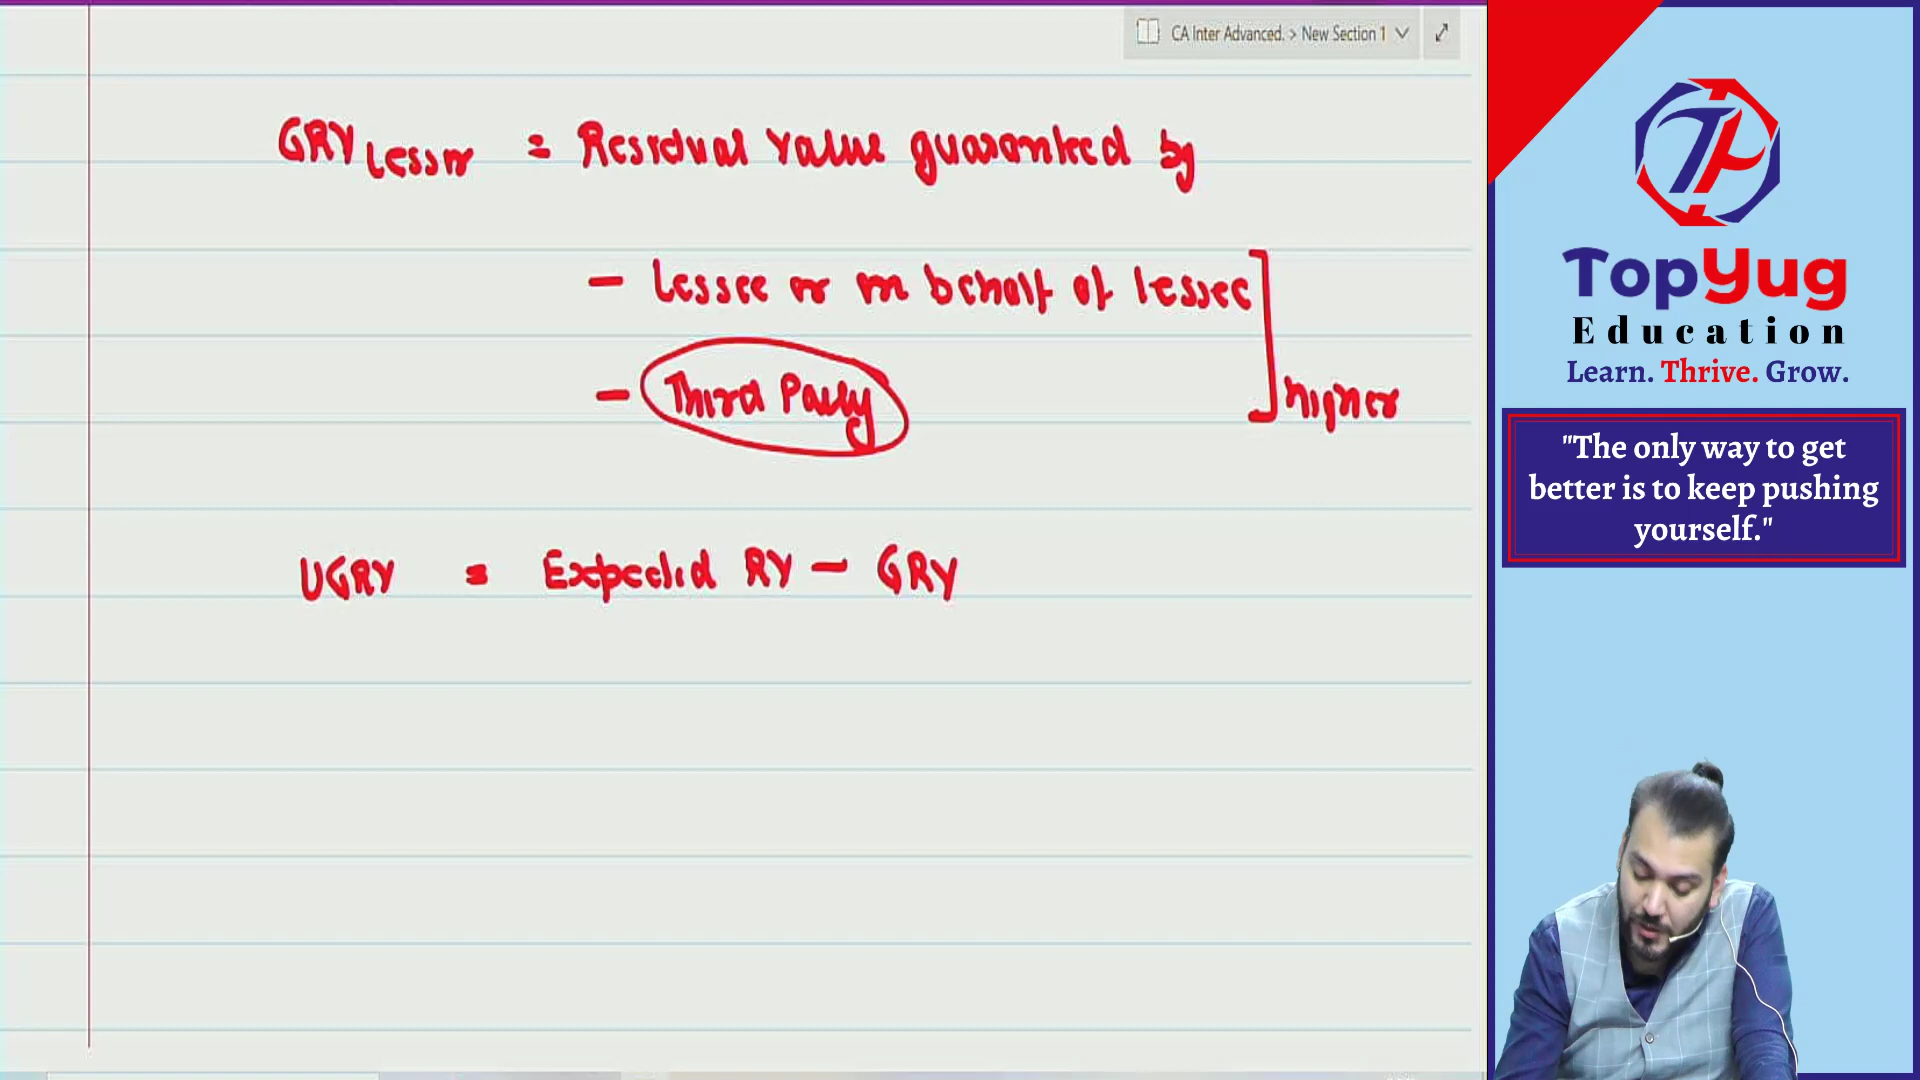 CA Inter Advanced. > New Section 1
GRV Lessor = Residual Value guaranteed by
- Lessee or on behalf of lessee
- Third Party
higher
UGRV = Expected RV - GRV
TopYug
Education
Learn. Thrive. Grow.
"The only way to get
better is to keep pushing
yourself."